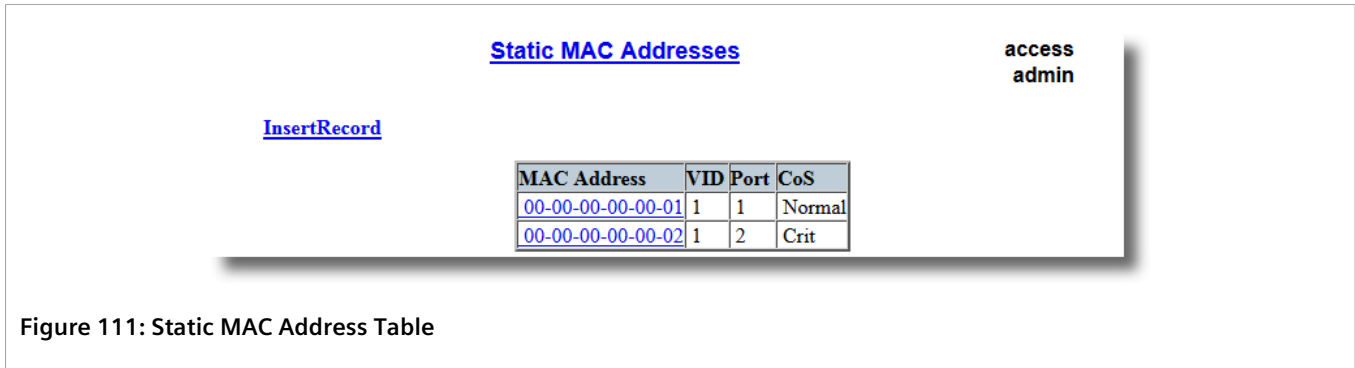 Static MAC Addresses
access
admin
InsertRecord
MAC Address VID Port CoS
00-00-00-00-00-01 1 1 Normal
00-00-00-00-00-02 1 2 Crit
Figure 111: Static MAC Address Table